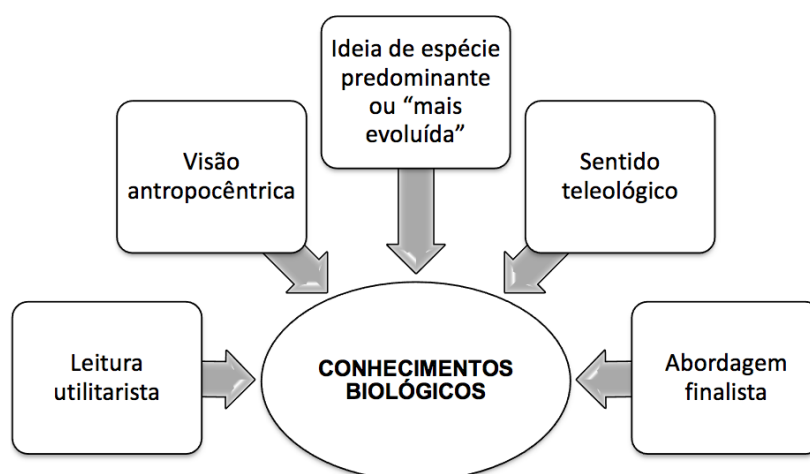 Ideia de espécie
predominante
ou “mais
evoluída”
Visão
antropocêntrica
Sentido
teleológico
Leitura
utilitarista
CONHECIMENTOS
BIOLÓGICOS
Abordagem
finalista